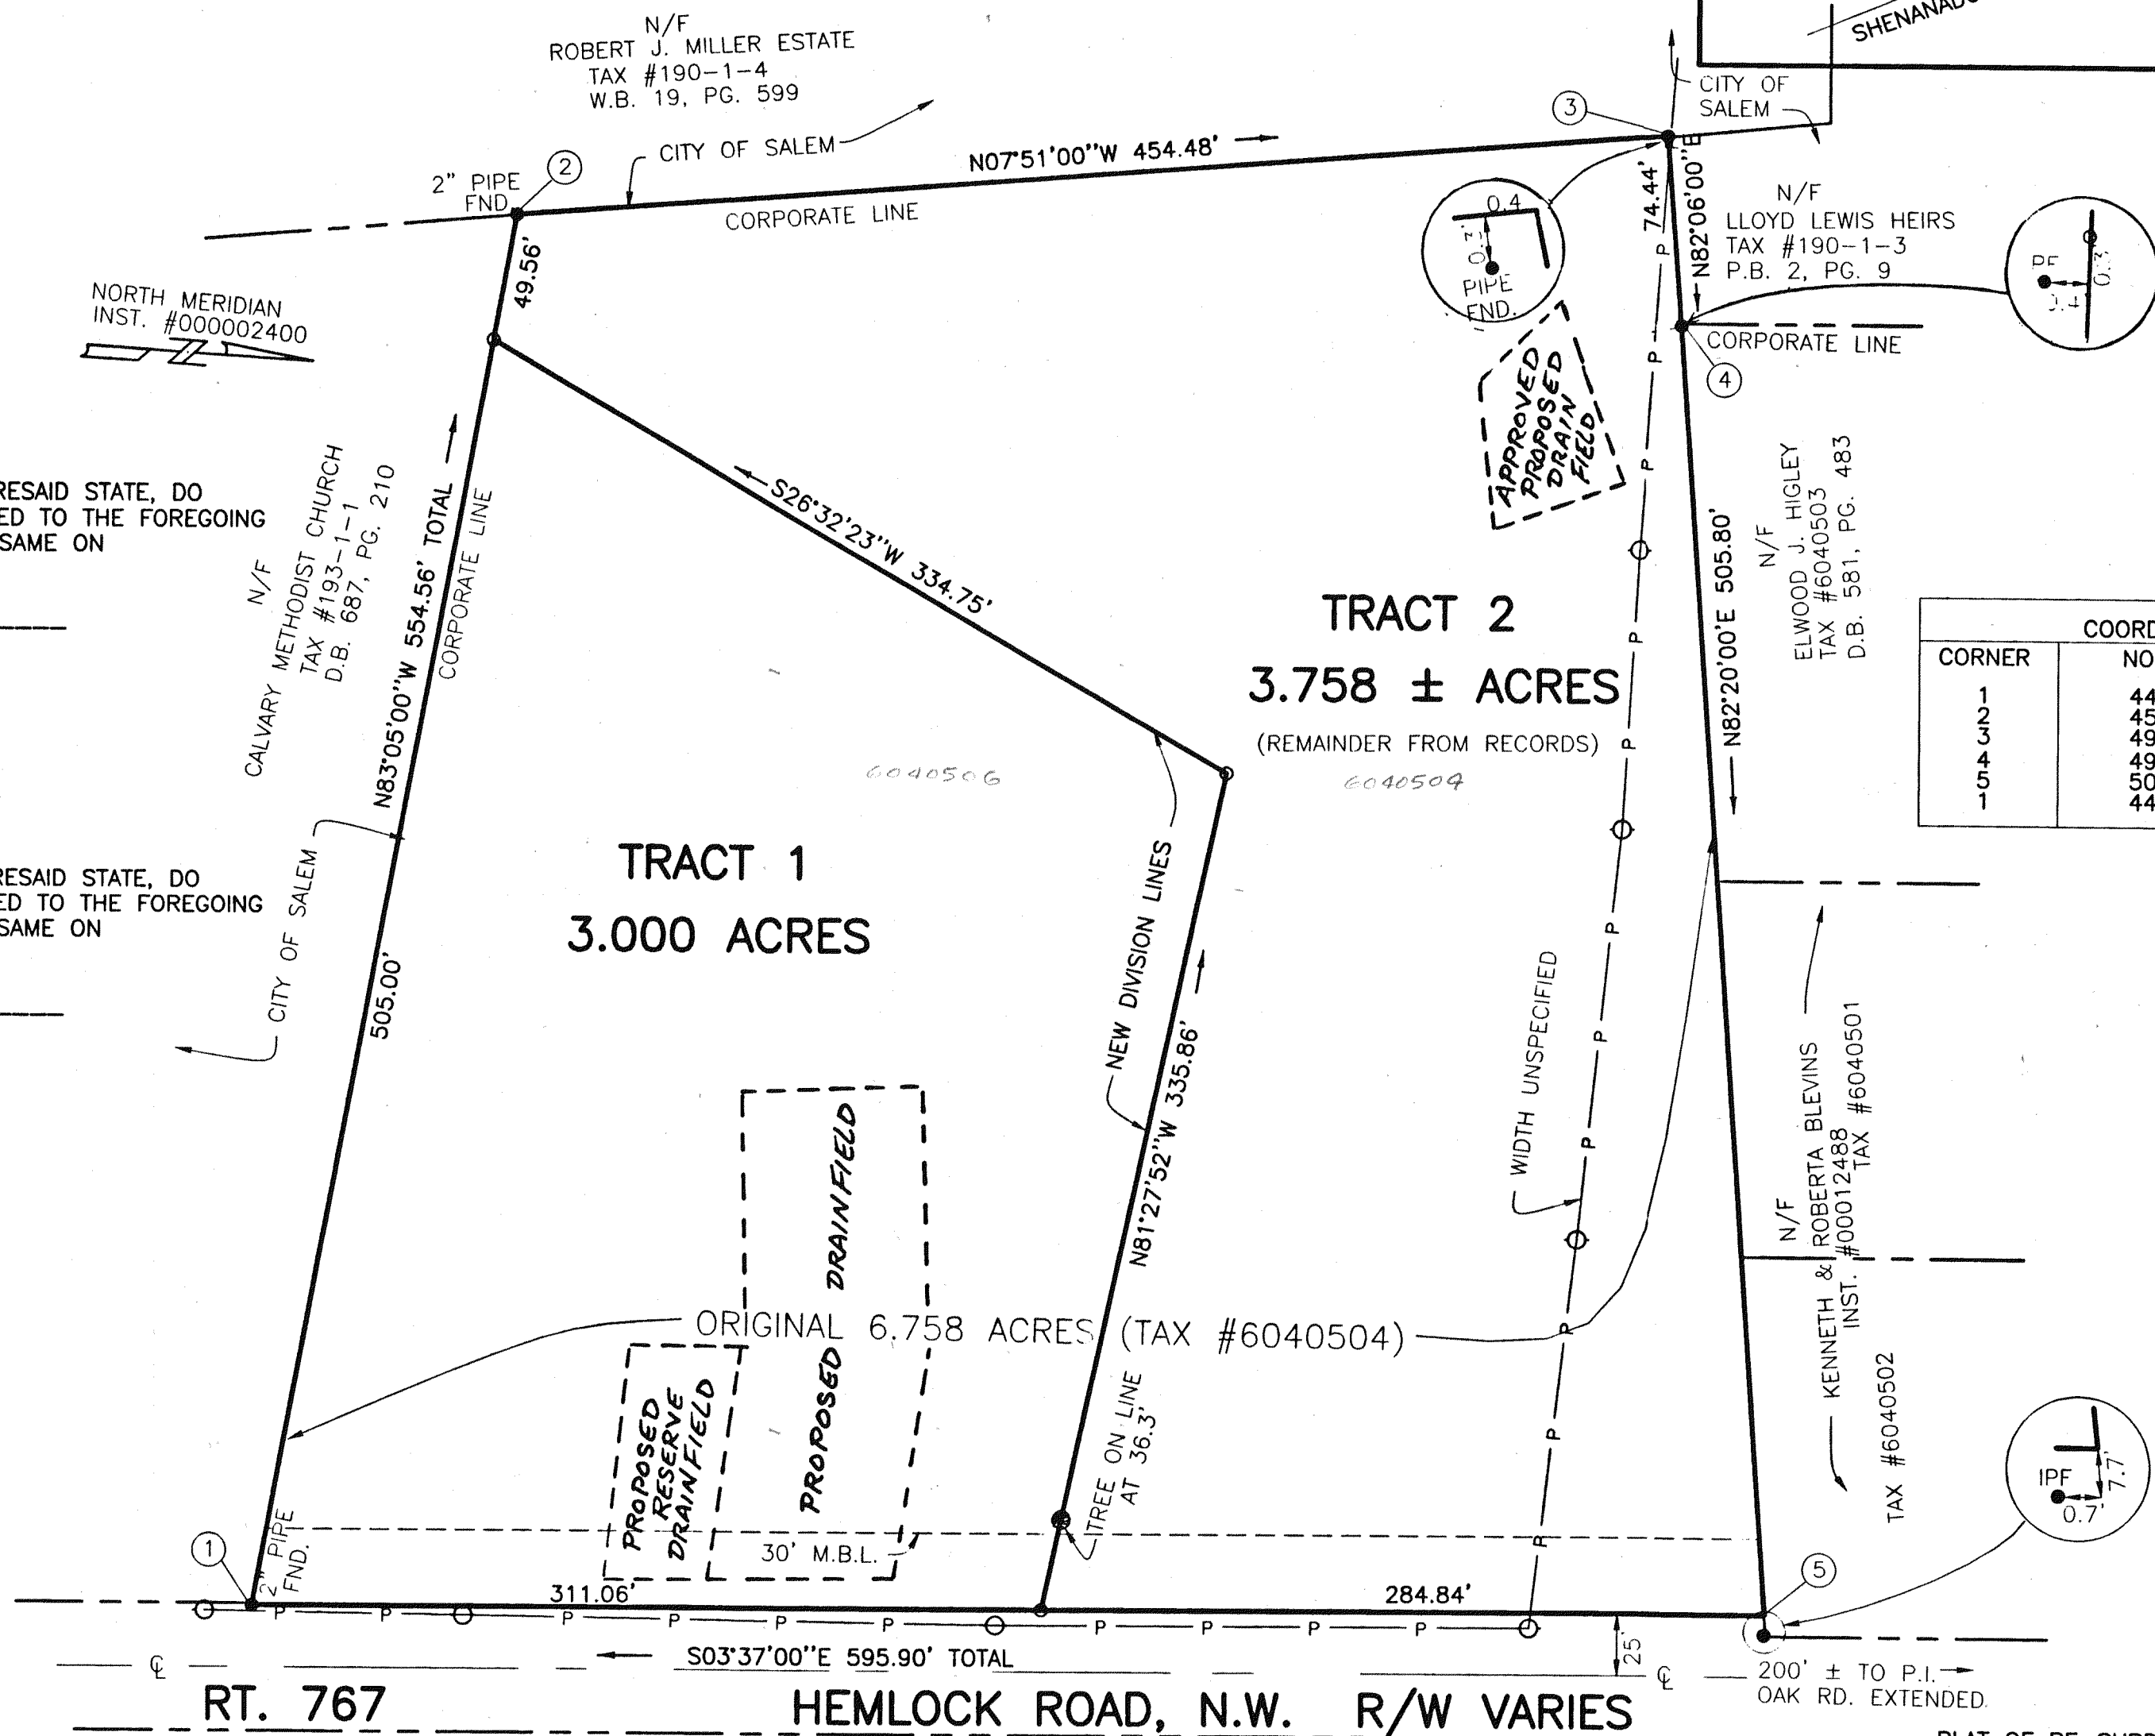 N/F
ROBERT J. MILLER ESTATE
TAX #190-1-4
W.B. 19, PG. 599
CITY OF SALEM
N07°51'00"W 454.48'
CORPORATE LINE
2" PIPE
FND.
2
3
CITY OF
SALEM
74.44'
N82°06'00"E
N/F
LLOYD LEWIS HEIRS
TAX #190-1-3
P.B. 2, PG. 9
0.4
PIPE
FND.
PF
0.3'
CORPORATE LINE
4
NORTH MERIDIAN
INST. #000002400
49.56'
APPROVED
PROPOSED
DRAIN
FIELD
RESAID STATE, DO
ED TO THE FOREGOING
SAME ON
N/F
CALVARY METHODIST CHURCH
TAX #193-1-1
D.B. 687, PG. 210
N83°05'00"W 554.56' TOTAL
CORPORATE LINE
S26°32'23"W 334.75'
N82°20'00"E 505.80'
N/F
ELWOOD J. HIGLEY
TAX #6040503
D.B. 581, PG. 483
TRACT 2
3.758 ± ACRES
(REMAINDER FROM RECORDS)
6040504
6040506
COORD
CORNER NO
1 44
2 45
3 49
4 49
5 50
1 44
TRACT 1
3.000 ACRES
RESAID STATE, DO
ED TO THE FOREGOING
SAME ON
CITY OF SALEM
505.00'
NEW DIVISION LINES
N81°27'52"W 335.86'
WIDTH UNSPECIFIED
N/F
KENNETH & ROBERTA BLEVINS
INST. #00012488
TAX #6040501
TAX #6040502
PROPOSED DRAINFIELD
ORIGINAL 6.758 ACRES (TAX #6040504)
PROPOSED
RESERVE
DRAINFIELD
TREE ON LINE
AT 36.3'
IPF
0.7'
7.7'
1
2" PIPE
FND.
30' M.B.L.
5
311.06'
284.84'
P P P P P P P P P P P
S03°37'00"E 595.90' TOTAL
25'
200' ± TO P.I.
OAK RD. EXTENDED
RT. 767 HEMLOCK ROAD, N.W. R/W VARIES